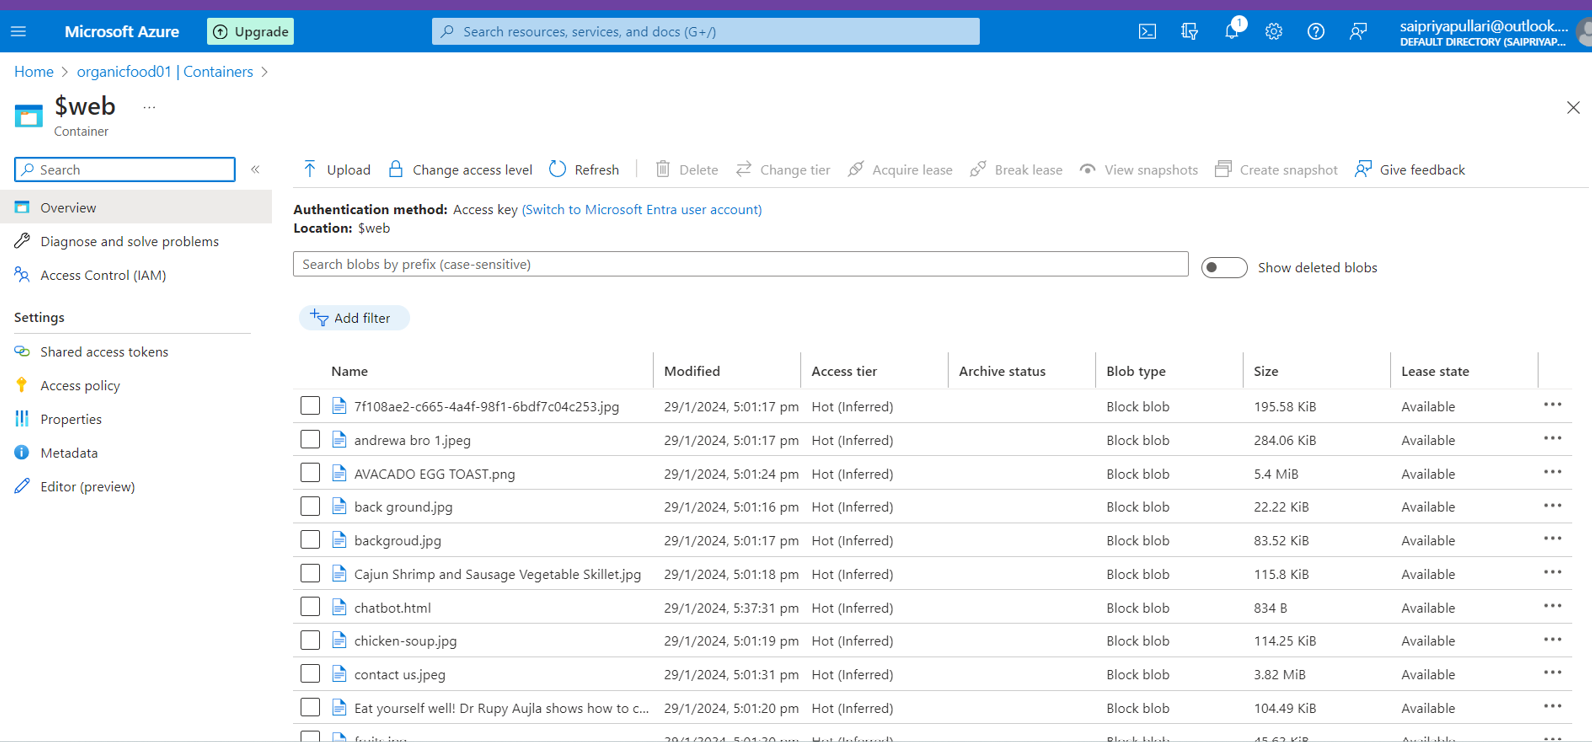 Microsoft Azure
Upgrade
Search resources, services, and docs (G+/)
1
saipriyapullari@outlook....
DEFAULT DIRECTORY (SAIPRIYAP...
Home > organicfood01 | Containers >
$web ...
Container
Search
«
Upload Change access level Refresh Delete Change tier Acquire lease Break lease View snapshots Create snapshot Give feedback
Overview
Diagnose and solve problems
Access Control (IAM)
Settings
Shared access tokens
Access policy
Properties
Metadata
Editor (preview)
Authentication method: Access key (Switch to Microsoft Entra user account)
Location: $web
Search blobs by prefix (case-sensitive)
Show deleted blobs
Add filter
Name Modified Access tier Archive status Blob type Size Lease state
7f108ae2-c665-4a4f-98f1-6bdf7c04c253.jpg 29/1/2024, 5:01:17 pm Hot (Inferred) Block blob 195.58 KiB Available ...
andrewa bro 1.jpeg 29/1/2024, 5:01:17 pm Hot (Inferred) Block blob 284.06 KiB Available ...
AVACADO EGG TOAST.png 29/1/2024, 5:01:24 pm Hot (Inferred) Block blob 5.4 MiB Available ...
back ground.jpg 29/1/2024, 5:01:16 pm Hot (Inferred) Block blob 22.22 KiB Available ...
backgroud.jpg 29/1/2024, 5:01:17 pm Hot (Inferred) Block blob 83.52 KiB Available ...
Cajun Shrimp and Sausage Vegetable Skillet.jpg 29/1/2024, 5:01:18 pm Hot (Inferred) Block blob 115.8 KiB Available ...
chatbot.html 29/1/2024, 5:37:31 pm Hot (Inferred) Block blob 834 B Available ...
chicken-soup.jpg 29/1/2024, 5:01:19 pm Hot (Inferred) Block blob 114.25 KiB Available ...
contact us.jpeg 29/1/2024, 5:01:31 pm Hot (Inferred) Block blob 3.82 MiB Available ...
Eat yourself well! Dr Rupy Aujla shows how to c... 29/1/2024, 5:01:20 pm Hot (Inferred) Block blob 104.49 KiB Available ...